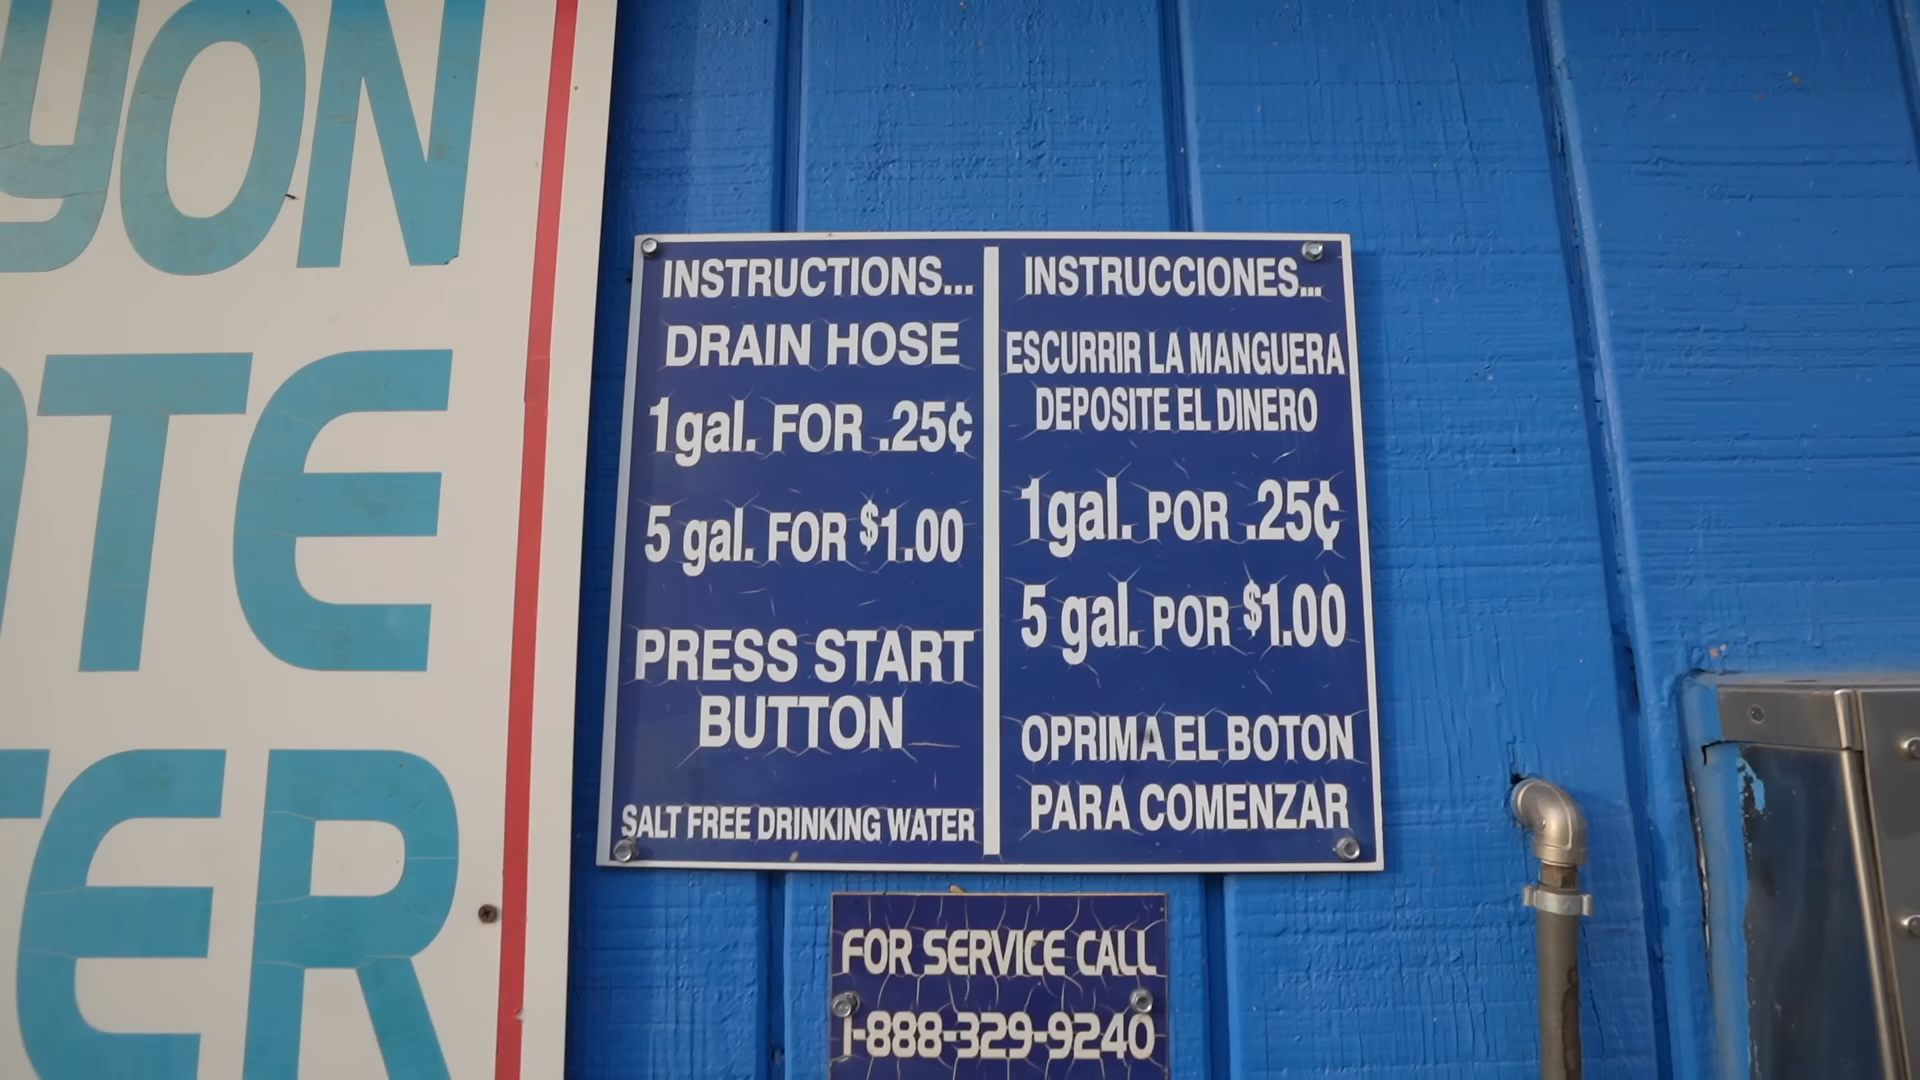 YON
TE
ER
INSTRUCTIONS...
DRAIN HOSE
1gal. FOR .25¢
5 gal. FOR $1.00
PRESS START
BUTTON
SALT FREE DRINKING WATER
INSTRUCCIONES...
ESCURRIR LA MANGUERA
DEPOSITE EL DINERO
1gal. POR .25¢
5 gal. POR $1.00
OPRIMA EL BOTON
PARA COMENZAR
FOR SERVICE CALL
1-888-329-9240